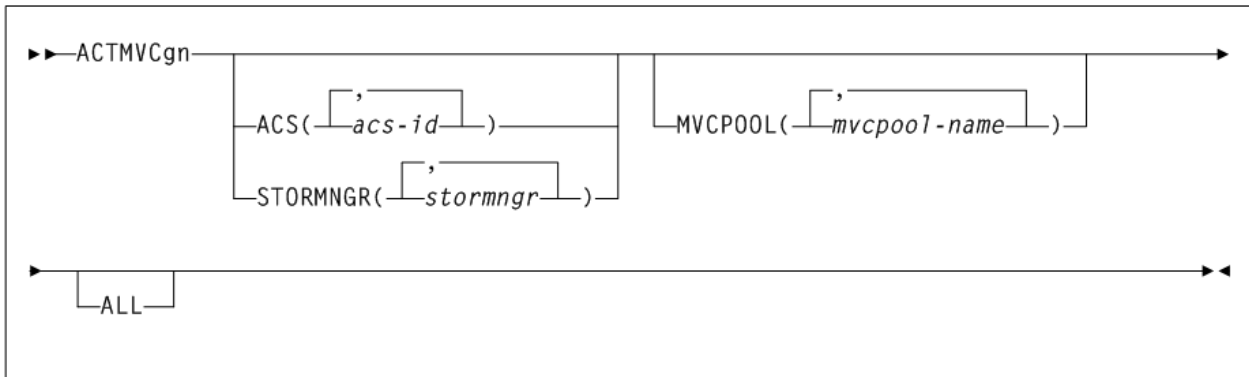 ACTMVCgn
,
ACS(acs-id)
,
STORMNGR(stormngr)
,
MVCPOOL(mvcpool-name)
ALL